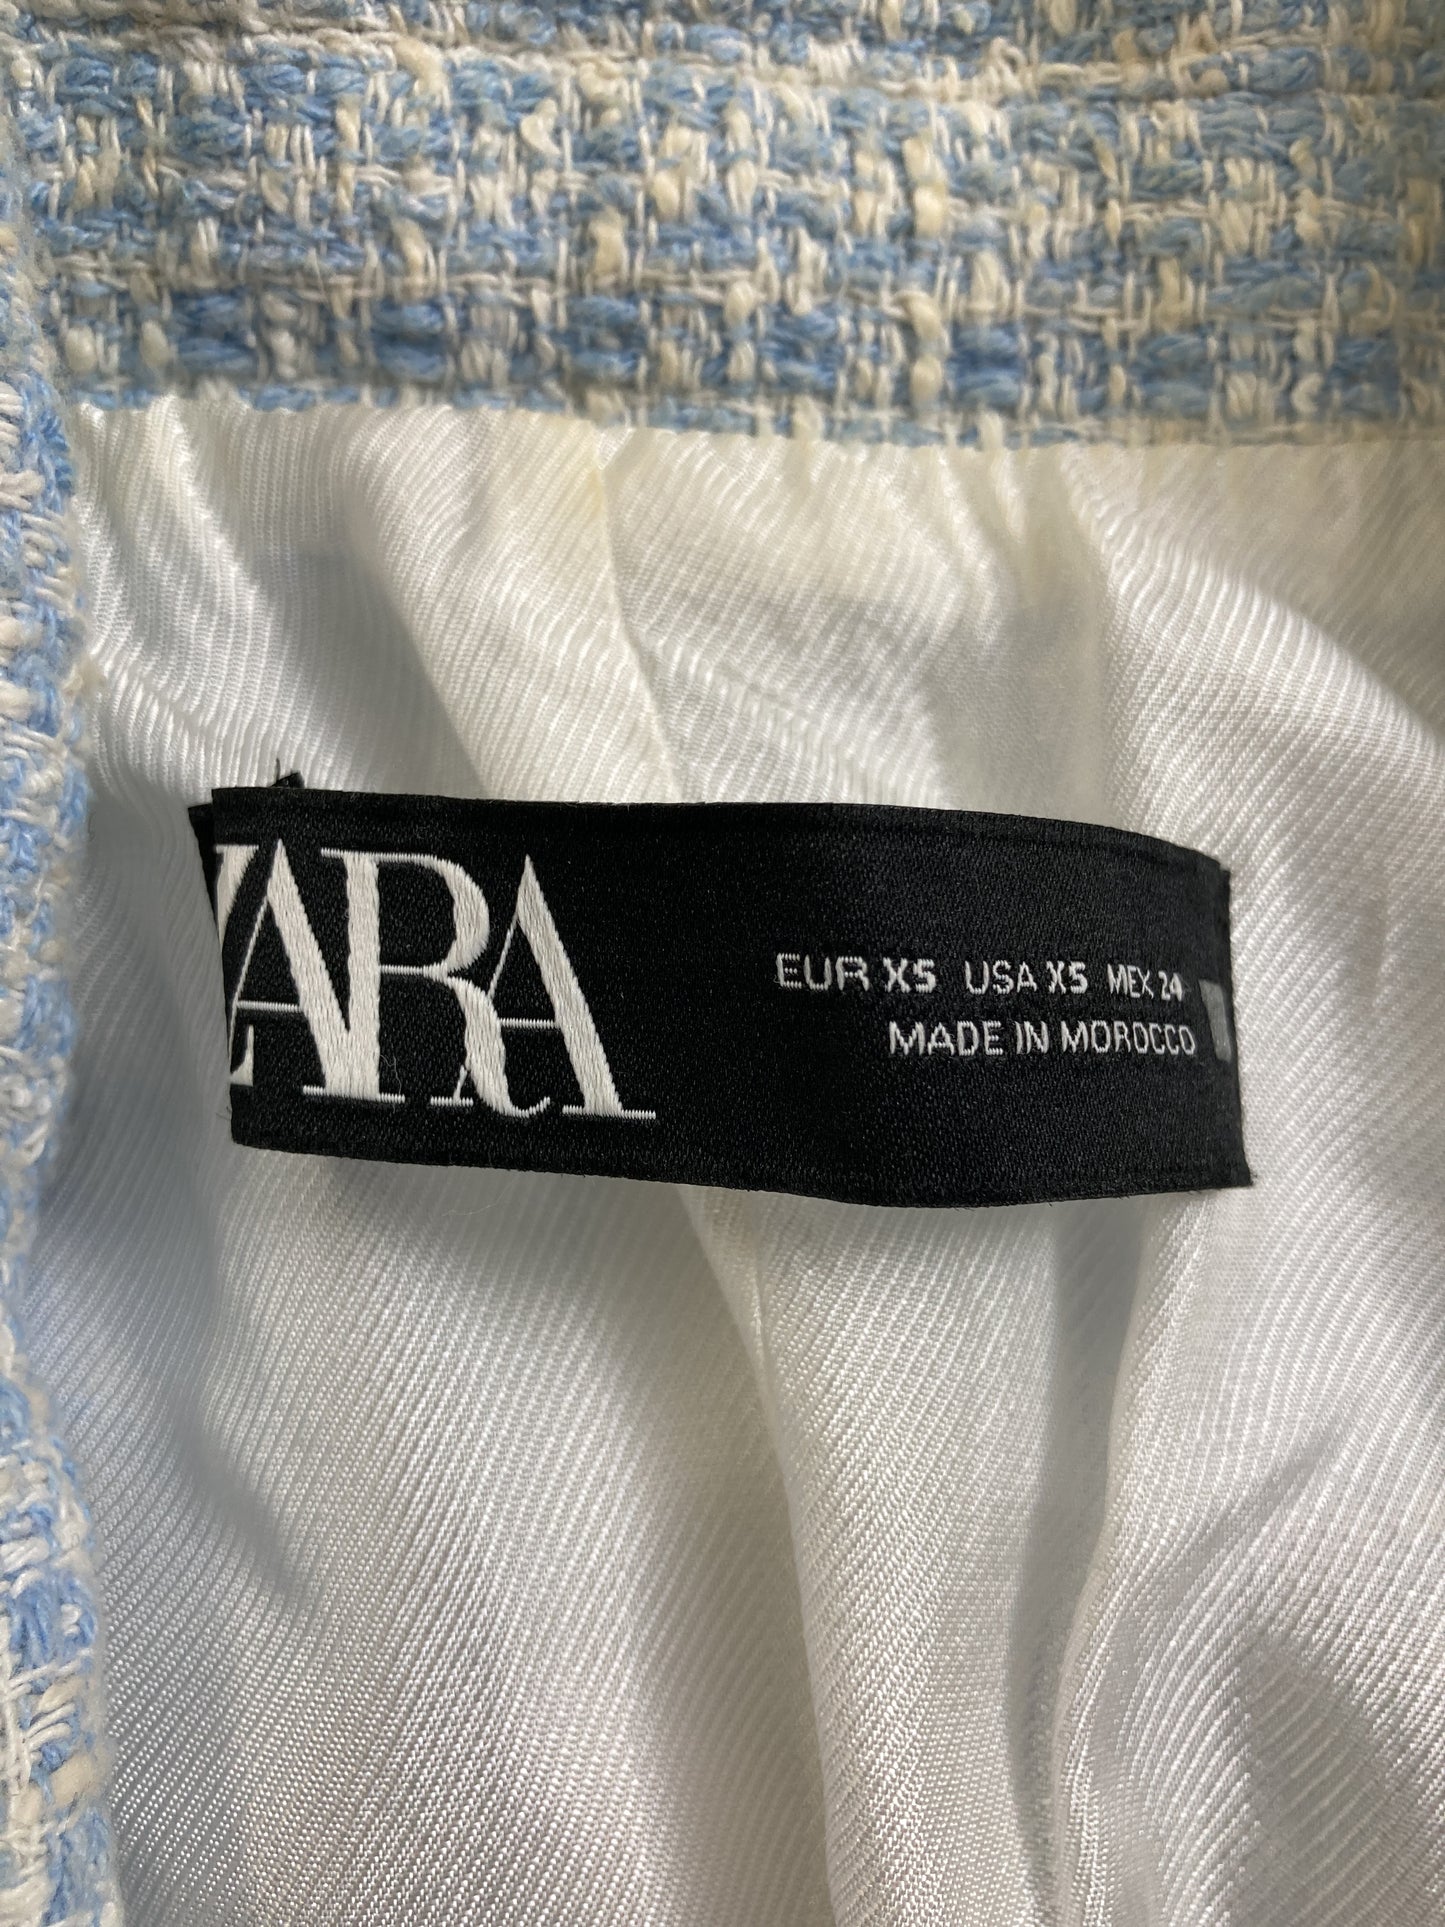 ZARA
EUR XS USA XS MEX 24
MADE IN MOROCCO